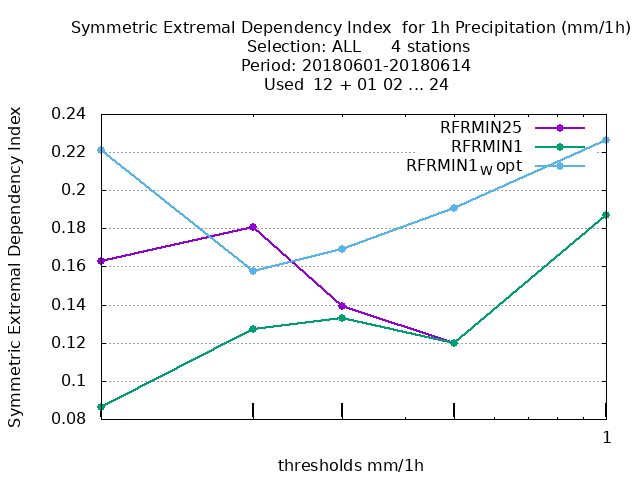 Symmetric Extremal Dependency Index  for 1h Precipitation (mm/1h)
Selection: ALL      4 stations
Period: 20180601-20180614
Used  12 + 01 02 ... 24
Symmetric Extremal Dependency Index
0.24
0.22
0.2
0.18
0.16
0.14
0.12
0.1
0.08
RFRMIN25
RFRMIN1
RFRMIN1W opt
1
thresholds mm/1h